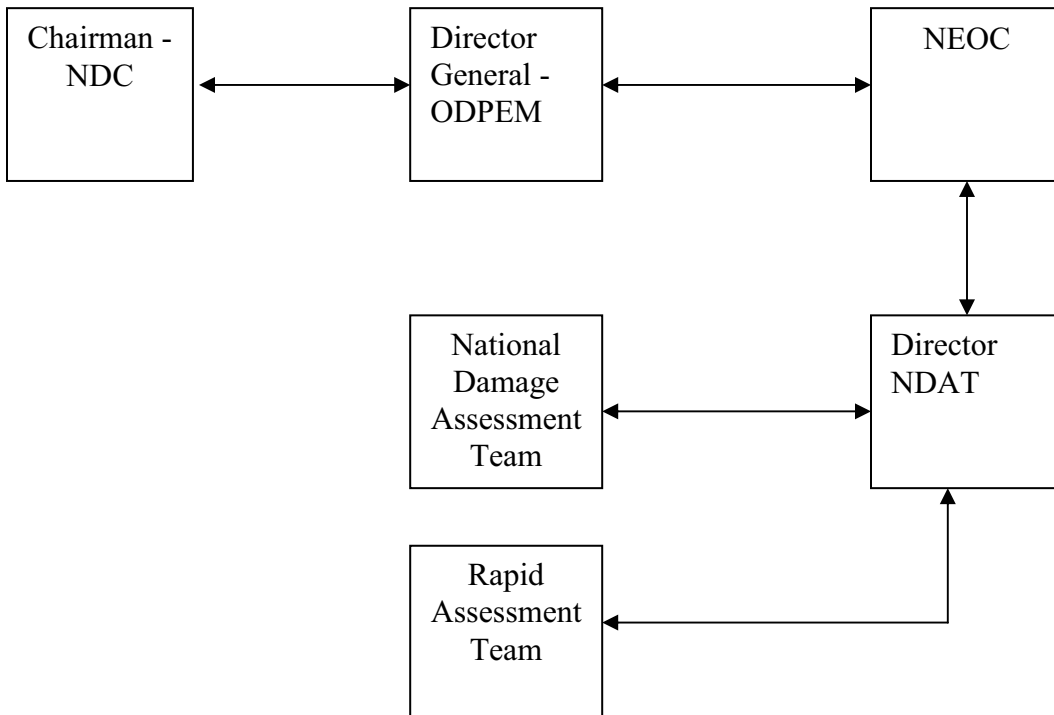 Chairman -
NDC
Director
General -
ODPEM
NEOC
National
Damage
Assessment
Team
Director
NDAT
Rapid
Assessment
Team